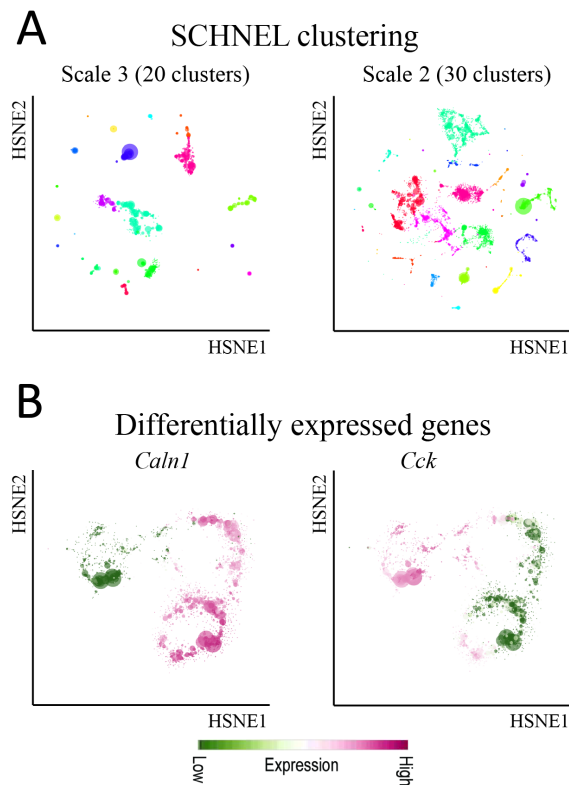 A
SCHNEL clustering
Scale 3 (20 clusters)
Scale 2 (30 clusters)
HSNE2
HSNE1
HSNE2
HSNE1
B
Differentially expressed genes
Caln1
Cck
HSNE2
HSNE1
HSNE2
HSNE1
Low
Expression
High